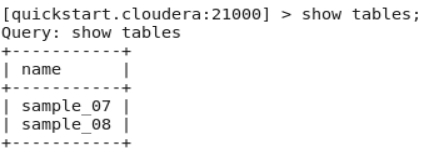 [quickstart.cloudera:21000] > show tables;
Query: show tables
+-----------+
| name      |
+-----------+
| sample_07 |
| sample_08 |
+-----------+